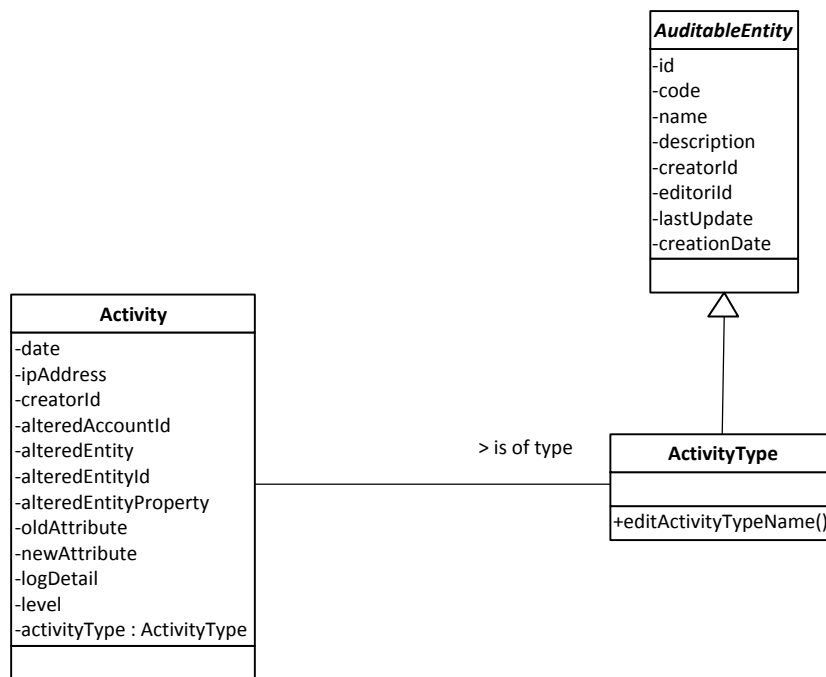 AuditableEntity
-id
-code
-name
-description
-creatorId
-editoriId
-lastUpdate
-creationDate
Activity
-date
-ipAddress
-creatorId
-alteredAccountId
-alteredEntity
-alteredEntityId
-alteredEntityProperty
-oldAttribute
-newAttribute
-logDetail
-level
-activityType : ActivityType
> is of type
ActivityType
+editActivityTypeName()